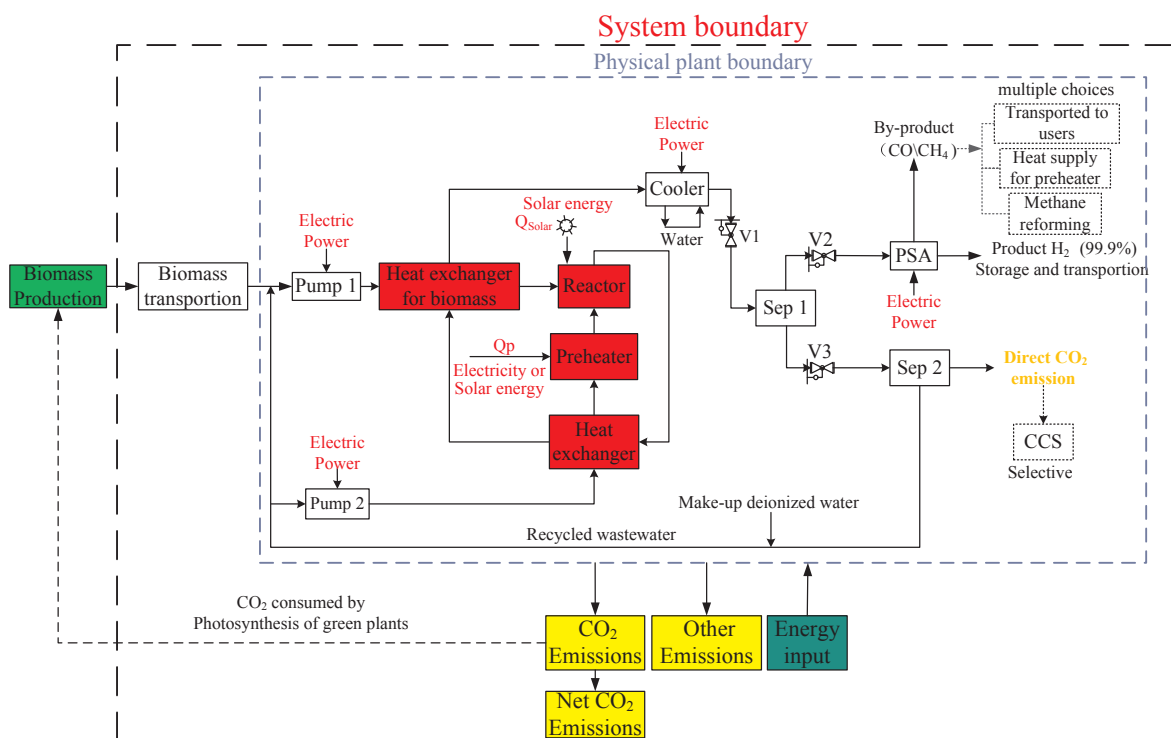 System boundary
Physical plant boundary
multiple choices
Transported to
users
Heat supply
for preheater
Methane
reforming
By-product
(CO\CH4)
Electric
Power
Cooler
Water
V1
Solar energy
QSolar
Electric
Power
Biomass
Production
Biomass
transportion
Pump 1
Heat exchanger
for biomass
Reactor
V2
PSA
Product H2 (99.9%)
Storage and transportion
Electric
Power
Sep 1
Qp
Electricity or
Solar energy
Preheater
V3
Sep 2
Direct CO2
emission
CCS
Selective
Heat
exchanger
Electric
Power
Pump 2
Make-up deionized water
Recycled wastewater
CO2 consumed by
Photosynthesis of green plants
CO2
Emissions
Other
Emissions
Energy
input
Net CO2
Emissions